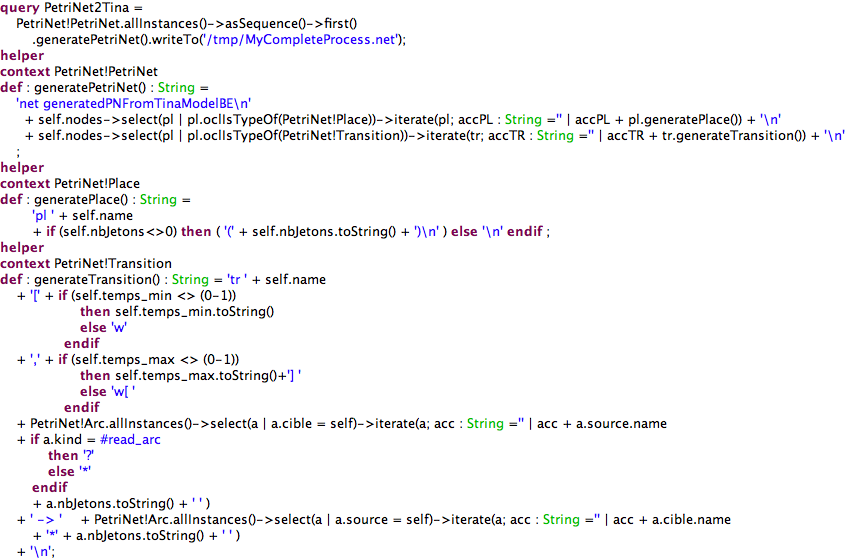 query PetriNet2Tina =
PetriNet!PetriNet.allInstances()->asSequence()->first()
.generatePetriNet().writeTo('/tmp/MyCompleteProcess.net');
helper
context PetriNet!PetriNet
def : generatePetriNet() : String =
'net generatedPNFromTinaModelBE\n'
+ self.nodes->select(pl | pl.oclIsTypeOf(PetriNet!Place))->iterate(pl; accPL : String ='' | accPL + pl.generatePlace()) + '\n'
+ self.nodes->select(pl | pl.oclIsTypeOf(PetriNet!Transition))->iterate(tr; accTR : String ='' | accTR + tr.generateTransition()) + '\n'
;
helper
context PetriNet!Place
def : generatePlace() : String =
'pl ' + self.name
+ if (self.nbJetons<>0) then ( '(' + self.nbJetons.toString() + ')\n' ) else '\n' endif ;
helper
context PetriNet!Transition
def : generateTransition() : String = 'tr ' + self.name
+ '[' + if (self.temps_min <> (0-1))
then self.temps_min.toString()
else 'w'
endif
+ ',' + if (self.temps_max <> (0-1))
then self.temps_max.toString()+'] '
else 'w[ '
endif
+ PetriNet!Arc.allInstances()->select(a | a.cible = self)->iterate(a; acc : String ='' | acc + a.source.name
+ if a.kind = #read_arc
then '?'
else '*'
endif
+ a.nbJetons.toString() + ' ' )
+ ' -> ' + PetriNet!Arc.allInstances()->select(a | a.source = self)->iterate(a; acc : String ='' | acc + a.cible.name
+ '*' + a.nbJetons.toString() + ' ' )
+ '\n';